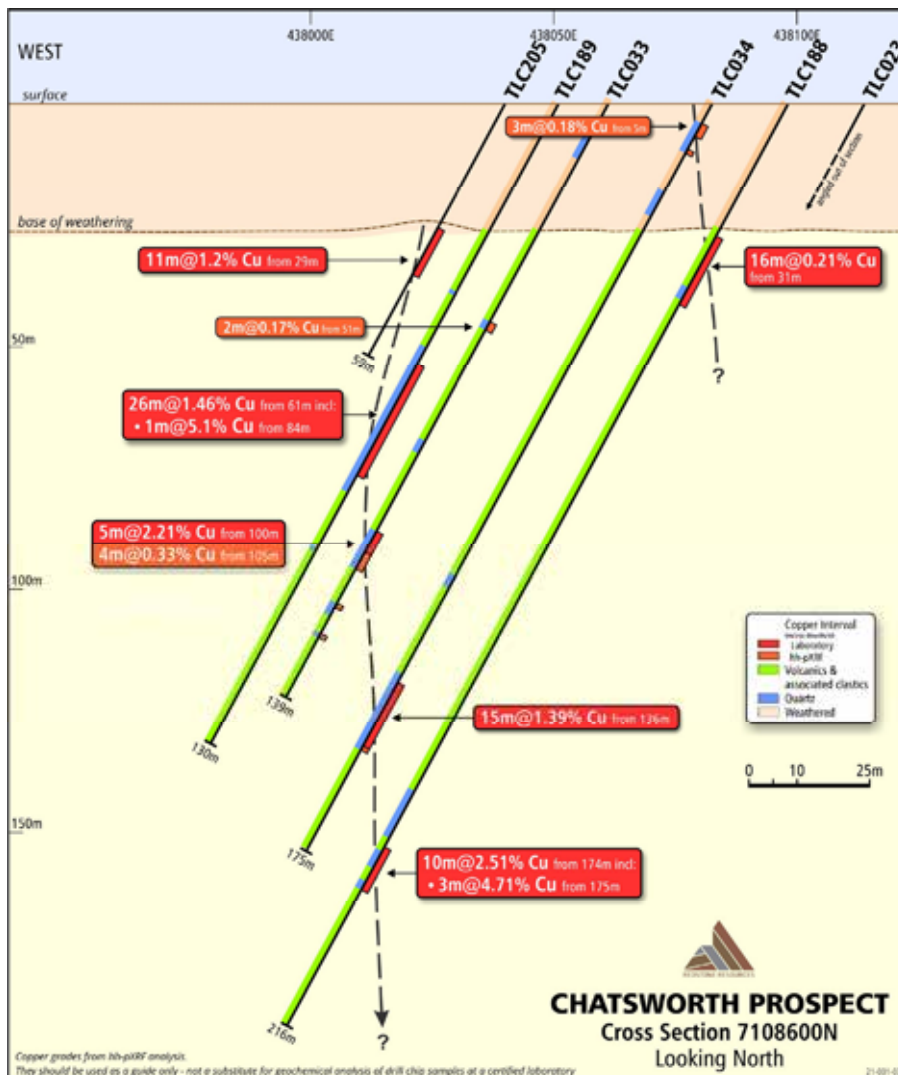 438000E
438050E
438100E
WEST
TLC205
TLC189
TLC033
TLC034
TLC188
TLC023
surface
3m@0.18% Cu from 5m
angled out of section
base of weathering
11m@1.2% Cu from 29m
16m@0.21% Cu
from 31m
2m@0.17% Cu from 51m
50m
59m
?
26m@1.46% Cu from 61m incl:
• 1m@5.1% Cu from 84m
5m@2.21% Cu from 100m
4m@0.33% Cu from 105m
100m
Copper Interval
Laboratory
hh-pXRF
Volcanics &
associated clastics
Quartz
Weathered
139m
15m@1.39% Cu from 136m
130m
0 10 25m
150m
175m
10m@2.51% Cu from 174m incl:
• 3m@4.71% Cu from 175m
REDSTONE RESOURCES
CHATSWORTH PROSPECT
Cross Section 7108600N
Looking North
216m
?
Copper grades from hh-pXRF analysis.
They should be used as a guide only - not a substitute for geochemical analysis of drill chip samples at a certified laboratory